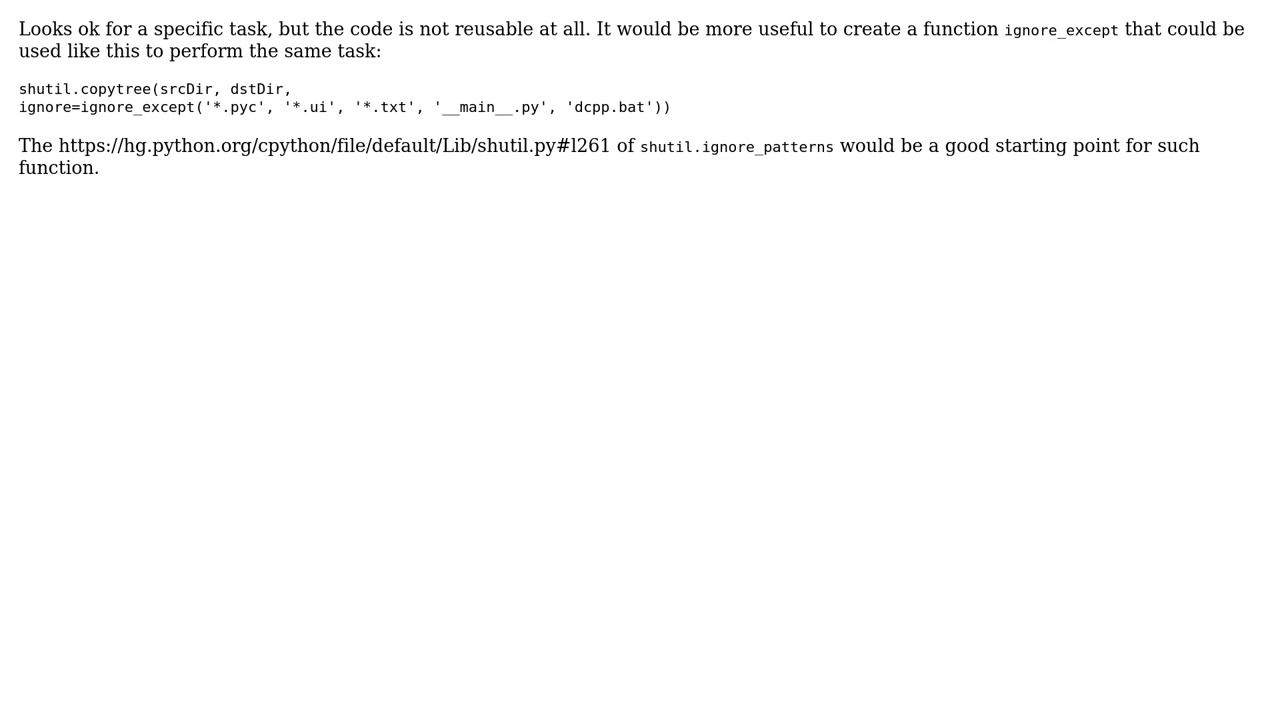 Looks ok for a specific task, but the code is not reusable at all. It would be more useful to create a function ignore_except that could be
used like this to perform the same task:
shutil.copytree(srcDir, dstDir,
ignore=ignore_except('*.pyc', '*.ui', '*.txt', '__main__.py', 'dcpp.bat'))
The https://hg.python.org/cpython/file/default/Lib/shutil.py#l261 of shutil.ignore_patterns would be a good starting point for such
function.